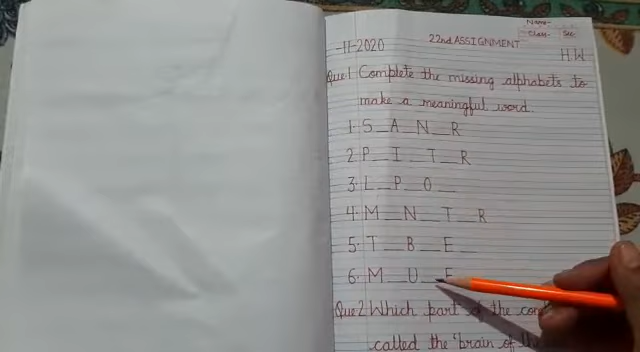 Name-
Class- Sec-
-11-2020 22nd ASSIGNMENT
H.W
Que1 Complete the missing alphabets to
make a meaningful word.
1. S_A_N_R
2. P_I_T_R
3. L_P_O_
4. M_N_T_R
5. T_B_E_
6. M_U_E
Que2 Which part of the
called the 'brain of the